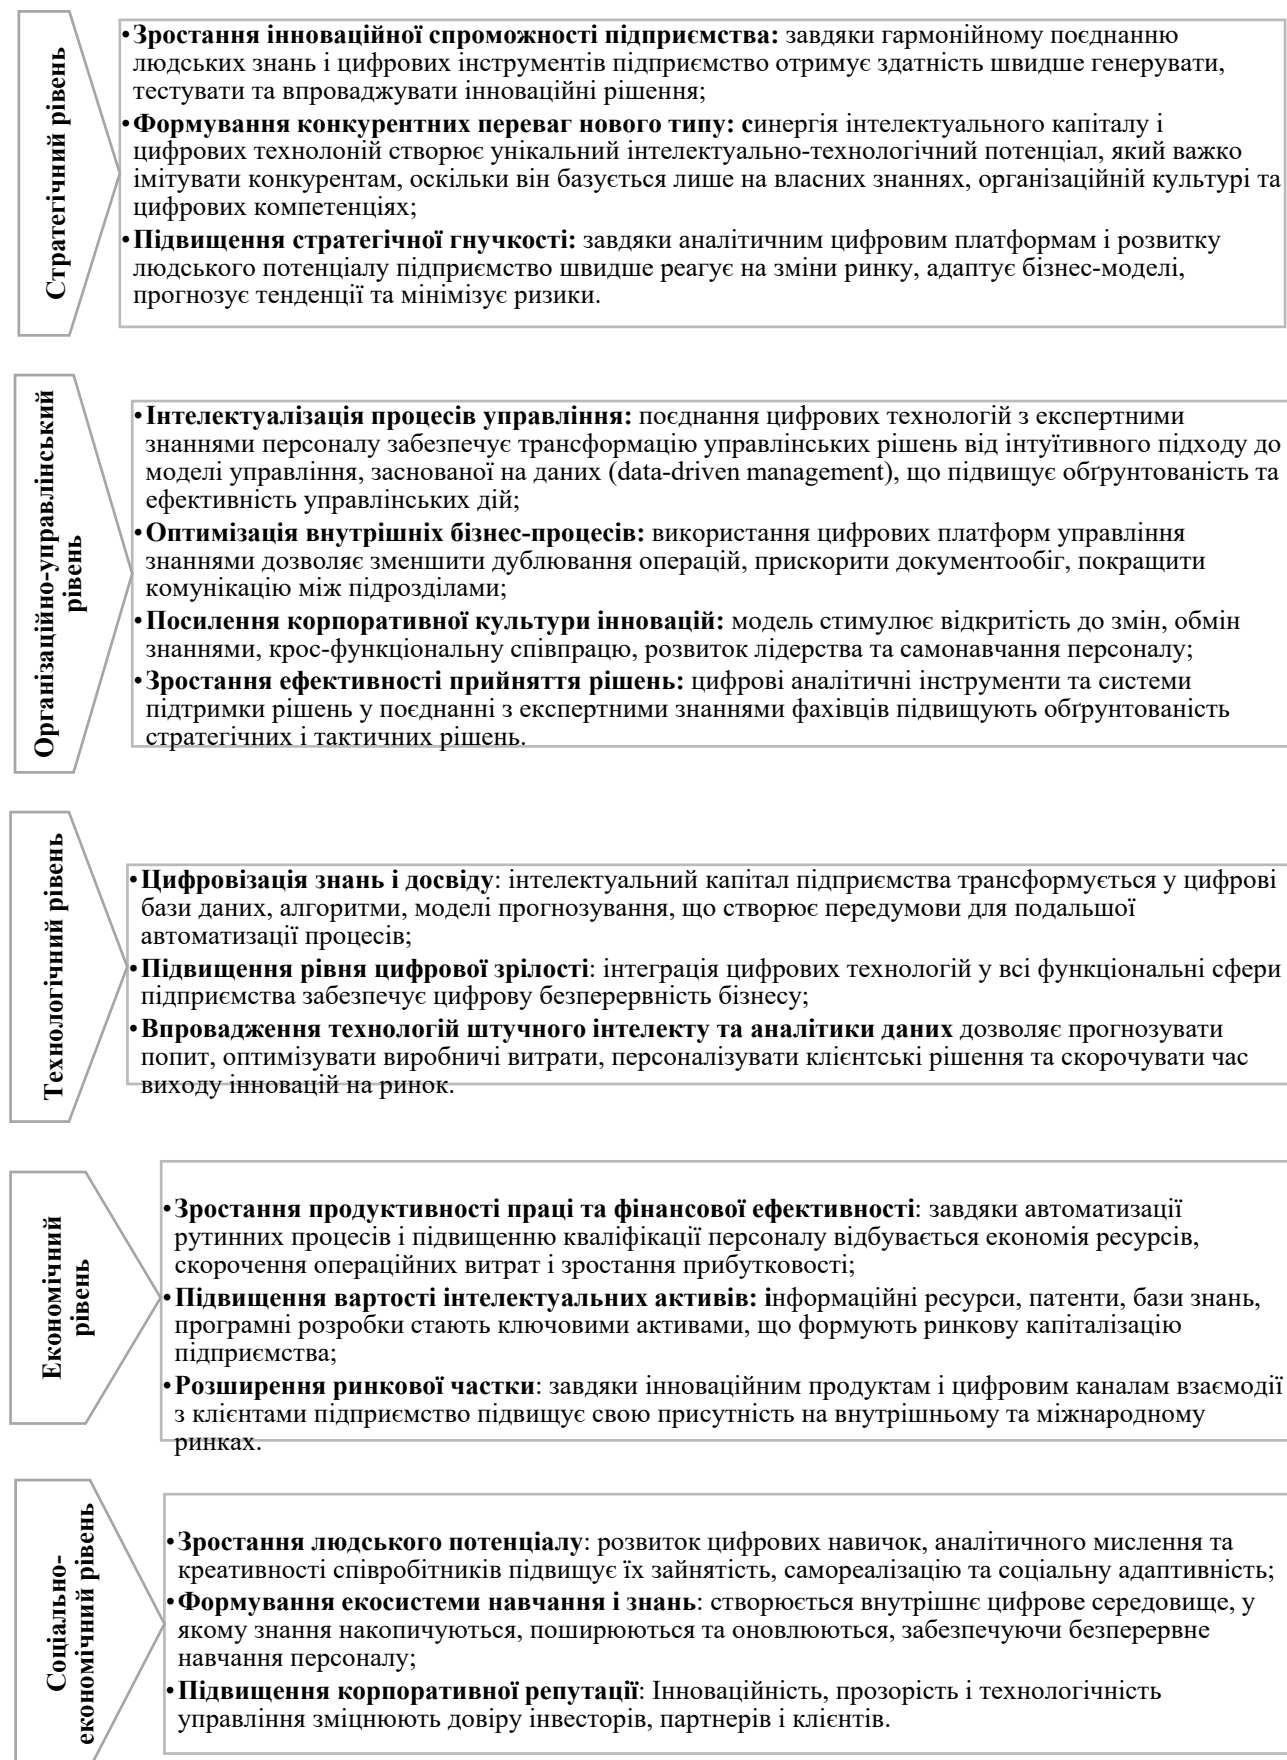 Стратегічний рівень
•Зростання інноваційної спроможності підприємства: завдяки гармонійному поєднанню
людських знань і цифрових інструментів підприємство отримує здатність швидше генерувати,
тестувати та впроваджувати інноваційні рішення;
•Формування конкурентних переваг нового типу: синергія інтелектуального капіталу і
цифрових технолоній створює унікальний інтелектуально-технологічний потенціал, який важко
імітувати конкурентам, оскільки він базується лише на власних знаннях, організаційній культурі та
цифрових компетенціях;
•Підвищення стратегічної гнучкості: завдяки аналітичним цифровим платформам і розвитку
людського потенціалу підприємство швидше реагує на зміни ринку, адаптує бізнес-моделі,
прогнозує тенденції та мінімізує ризики.
Організаційно-управлінський
рівень
•Інтелектуалізація процесів управління: поєднання цифрових технологій з експертними
знаннями персоналу забезпечує трансформацію управлінських рішень від інтуїтивного підходу до
моделі управління, заснованої на даних (data-driven management), що підвищує обґрунтованість та
ефективність управлінських дій;
•Оптимізація внутрішніх бізнес-процесів: використання цифрових платформ управління
знаннями дозволяє зменшити дублювання операцій, прискорити документообіг, покращити
комунікацію між підрозділами;
•Посилення корпоративної культури інновацій: модель стимулює відкритість до змін, обмін
знаннями, крос-функціональну співпрацю, розвиток лідерства та самонавчання персоналу;
•Зростання ефективності прийняття рішень: цифрові аналітичні інструменти та системи
підтримки рішень у поєднанні з експертними знаннями фахівців підвищують обґрунтованість
стратегічних і тактичних рішень.
Технологічний рівень
•Цифровізація знань і досвіду: інтелектуальний капітал підприємства трансформується у цифрові
бази даних, алгоритми, моделі прогнозування, що створює передумови для подальшої
автоматизації процесів;
•Підвищення рівня цифрової зрілості: інтеграція цифрових технологій у всі функціональні сфери
підприємства забезпечує цифрову безперервність бізнесу;
•Впровадження технологій штучного інтелекту та аналітики даних дозволяє прогнозувати
попит, оптимізувати виробничі витрати, персоналізувати клієнтські рішення та скорочувати час
виходу інновацій на ринок.
Економічний
рівень
•Зростання продуктивності праці та фінансової ефективності: завдяки автоматизації
рутинних процесів і підвищенню кваліфікації персоналу відбувається економія ресурсів,
скорочення операційних витрат і зростання прибутковості;
•Підвищення вартості інтелектуальних активів: інформаційні ресурси, патенти, бази знань,
програмні розробки стають ключовими активами, що формують ринкову капіталізацію
підприємства;
•Розширення ринкової частки: завдяки інноваційним продуктам і цифровим каналам взаємодії
з клієнтами підприємство підвищує свою присутність на внутрішньому та міжнародному
ринках.
Соціально-
економічний рівень
•Зростання людського потенціалу: розвиток цифрових навичок, аналітичного мислення та
креативності співробітників підвищує їх зайнятість, самореалізацію та соціальну адаптивність;
•Формування екосистеми навчання і знань: створюється внутрішнє цифрове середовище, у
якому знання накопичуються, поширюються та оновлюються, забезпечуючи безперервне
навчання персоналу;
•Підвищення корпоративної репутації: Інноваційність, прозорість і технологічність
управління зміцнюють довіру інвесторів, партнерів і клієнтів.